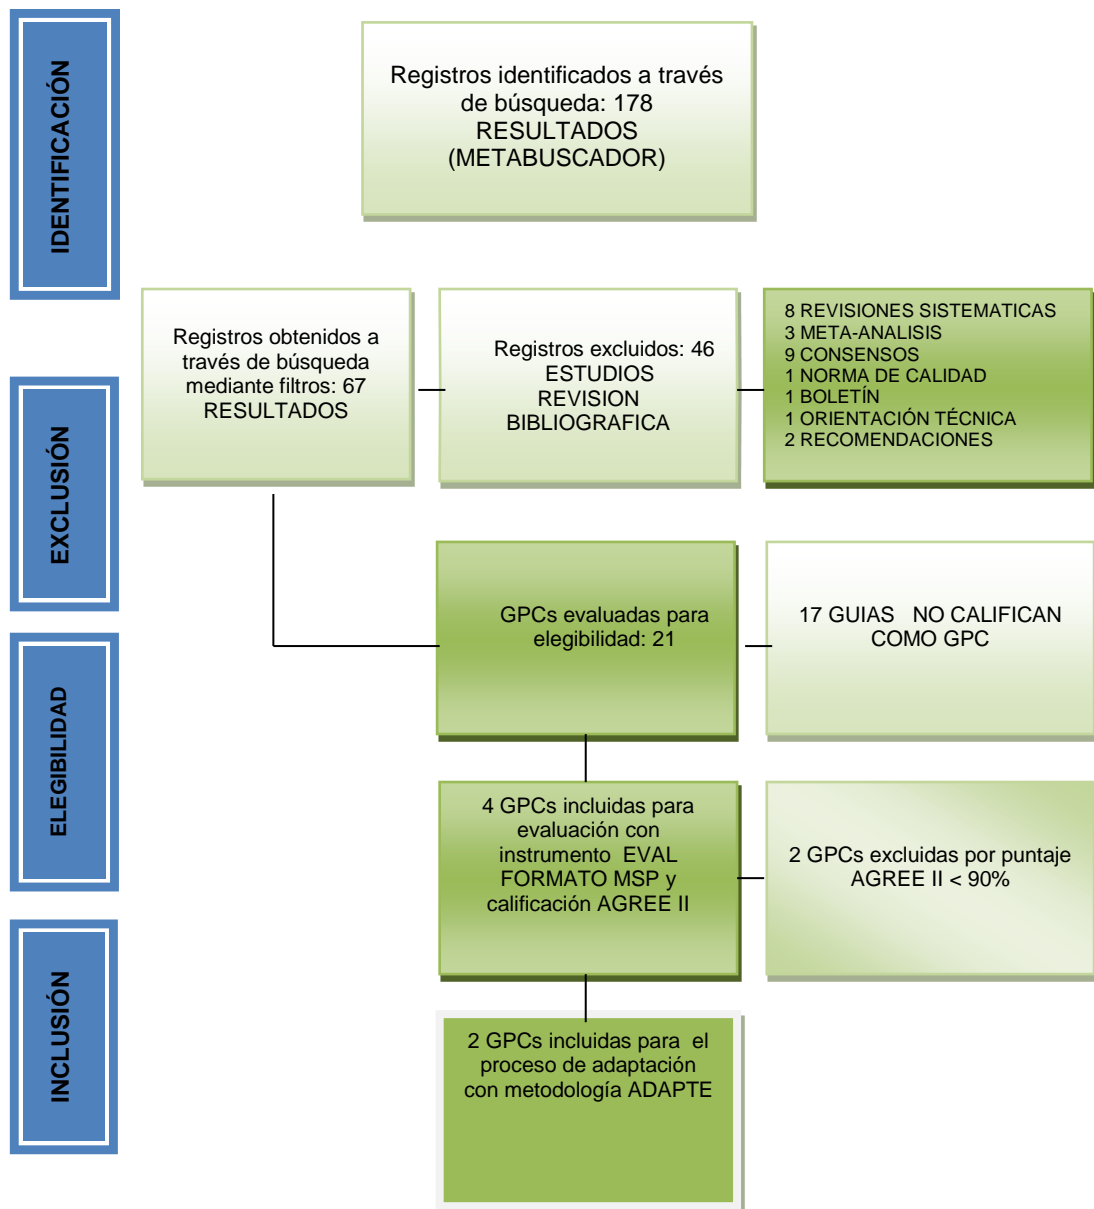 IDENTIFICACIÓN
Registros identificados a través
de búsqueda: 178
RESULTADOS
(METABUSCADOR)
EXCLUSIÓN
Registros obtenidos a
través de búsqueda
mediante filtros: 67
RESULTADOS
Registros excluidos: 46
ESTUDIOS
REVISION
BIBLIOGRAFICA
8 REVISIONES SISTEMATICAS
3 META-ANALISIS
9 CONSENSOS
1 NORMA DE CALIDAD
1 BOLETÍN
1 ORIENTACIÓN TÉCNICA
2 RECOMENDACIONES
ELEGIBILIDAD
GPCs evaluadas para
elegibilidad: 21
17 GUIAS NO CALIFICAN
COMO GPC
4 GPCs incluidas para
evaluación con
instrumento EVAL
FORMATO MSP y
calificación AGREE II
2 GPCs excluidas por puntaje
AGREE II < 90%
INCLUSIÓN
2 GPCs incluidas para el
proceso de adaptación
con metodología ADAPTE